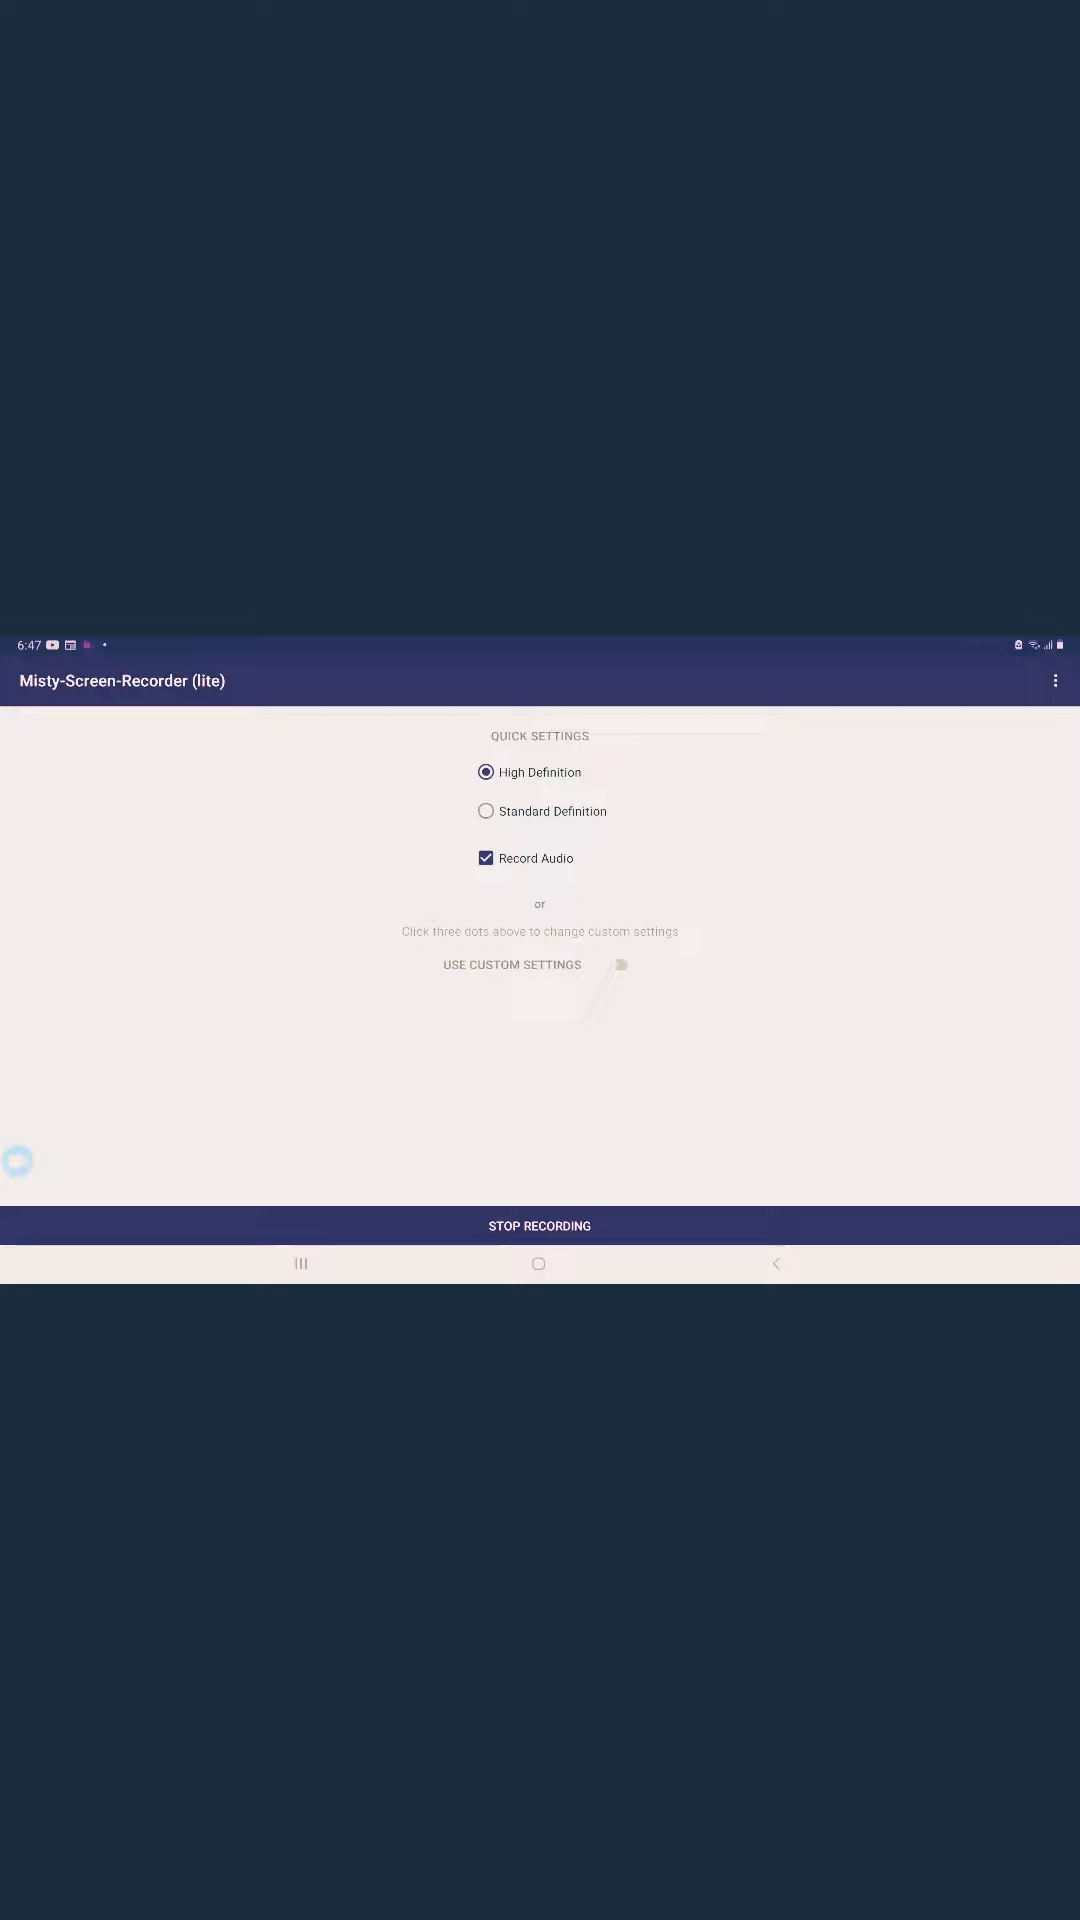 6:47
Misty-Screen-Recorder (lite)
QUICK SETTINGS
High Definition
Standard Definition
Record Audio
or
Click three dots above to change custom settings
USE CUSTOM SETTINGS
STOP RECORDING